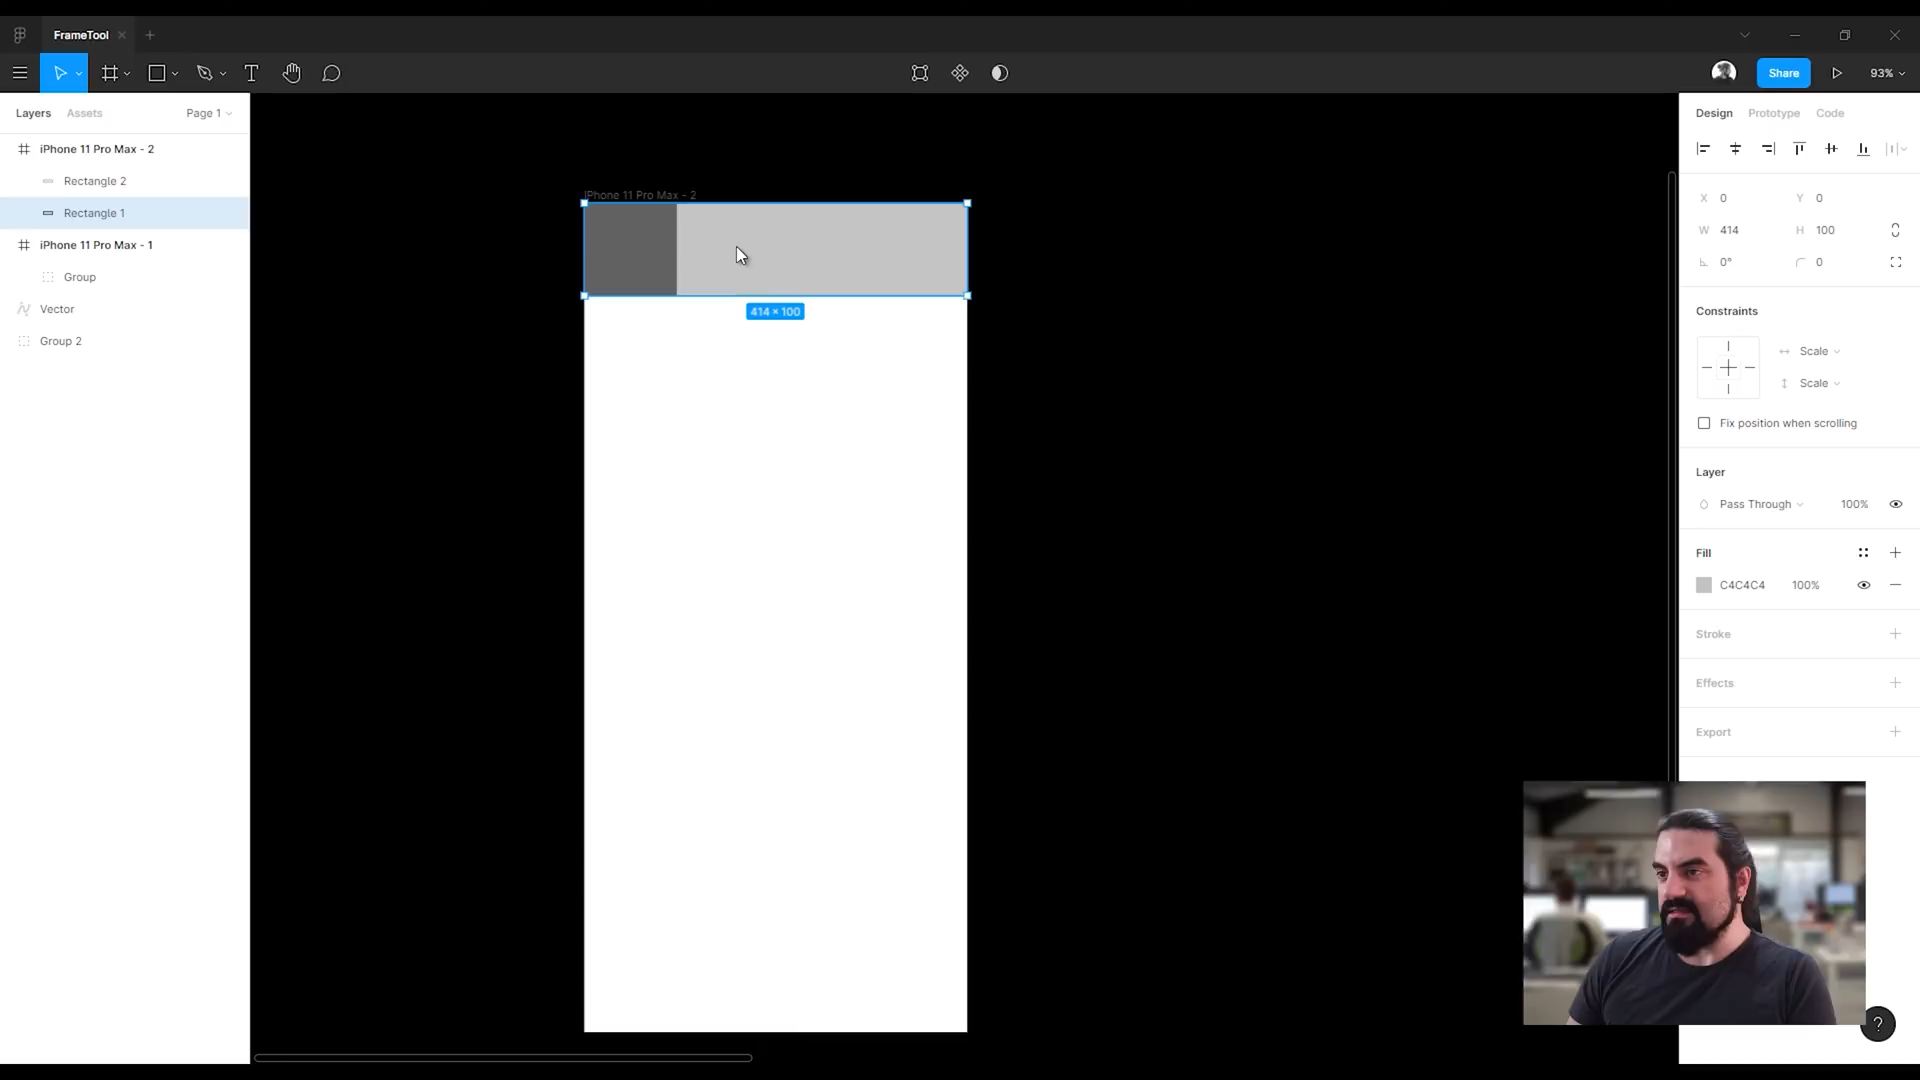 FrameTool
Share
93%
Layers
Assets
Page 1
iPhone 11 Pro Max - 2
Rectangle 2
Rectangle 1
iPhone 11 Pro Max - 1
Group
Vector
Group 2
iPhone 11 Pro Max - 2
414 × 100
Design
Prototype
Code
X 0
Y 0
W 414
H 100
0°
0
Constraints
Scale
Scale
Fix position when scrolling
Layer
Pass Through
100%
Fill
C4C4C4
100%
Stroke
Effects
Export
?